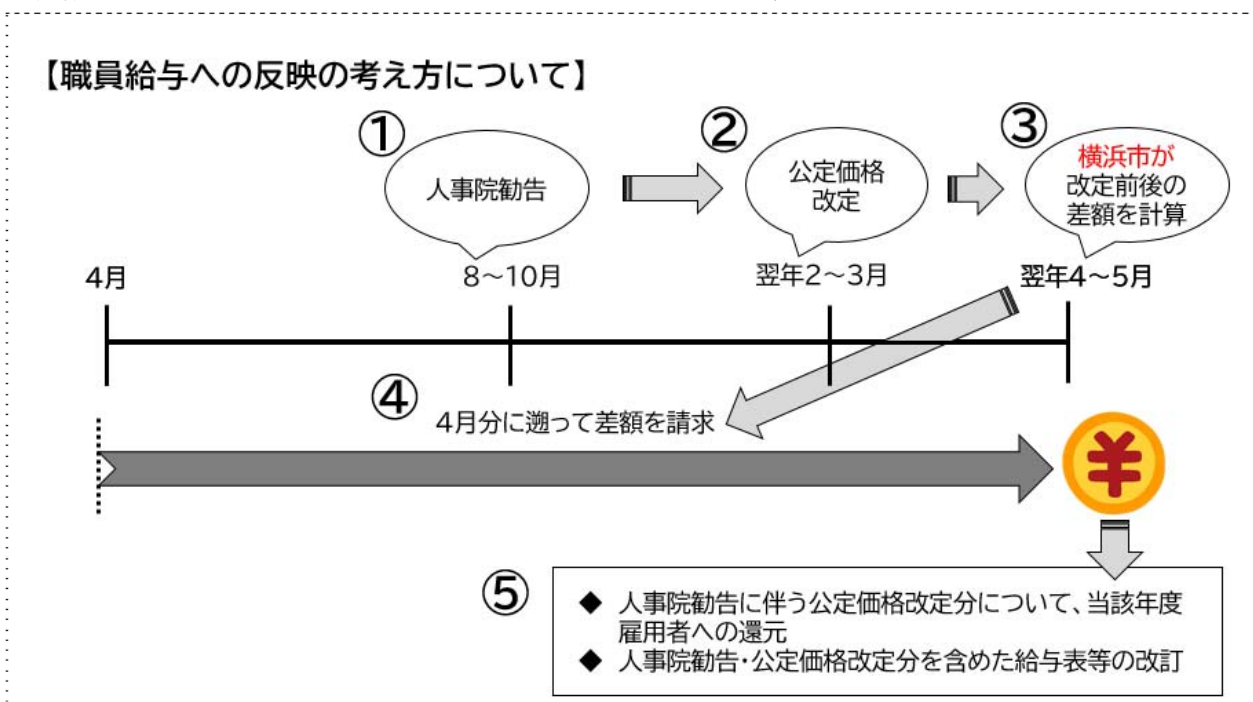 【職員給与への反映の考え方について】
①
人事院勧告
②
公定価格
改定
③
横浜市が
改定前後の
差額を計算
4月
8～10月
翌年2～3月
翌年4～5月
④
4月分に遡って差額を請求
¥
⑤
◆ 人事院勧告に伴う公定価格改定分について、当該年度
雇用者への還元
◆ 人事院勧告・公定価格改定分を含めた給与表等の改訂